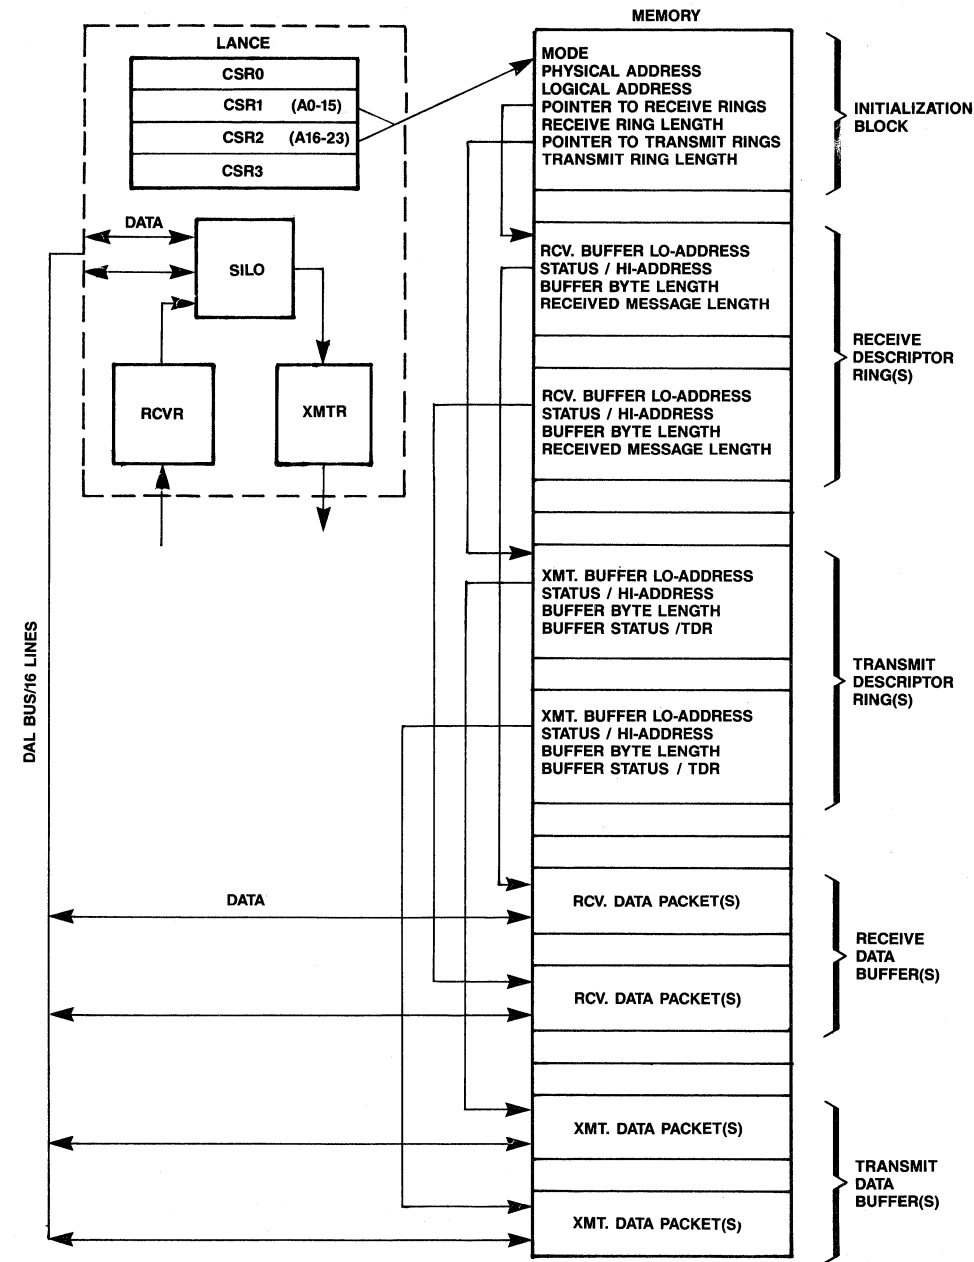 MEMORY
LANCE
CSR0
CSR1 (A0-15)
CSR2 (A16-23)
CSR3
DATA
SILO
RCVR
XMTR
DAL BUS/16 LINES
MODE
PHYSICAL ADDRESS
LOGICAL ADDRESS
POINTER TO RECEIVE RINGS
RECEIVE RING LENGTH
POINTER TO TRANSMIT RINGS
TRANSMIT RING LENGTH
INITIALIZATION
BLOCK
RCV. BUFFER LO-ADDRESS
STATUS / HI-ADDRESS
BUFFER BYTE LENGTH
RECEIVED MESSAGE LENGTH
RECEIVE
DESCRIPTOR
RING(S)
RCV. BUFFER LO-ADDRESS
STATUS / HI-ADDRESS
BUFFER BYTE LENGTH
RECEIVED MESSAGE LENGTH
XMT. BUFFER LO-ADDRESS
STATUS / HI-ADDRESS
BUFFER BYTE LENGTH
BUFFER STATUS /TDR
TRANSMIT
DESCRIPTOR
RING(S)
XMT. BUFFER LO-ADDRESS
STATUS / HI-ADDRESS
BUFFER BYTE LENGTH
BUFFER STATUS / TDR
DATA
RCV. DATA PACKET(S)
RECEIVE
DATA
BUFFER(S)
RCV. DATA PACKET(S)
XMT. DATA PACKET(S)
TRANSMIT
DATA
BUFFER(S)
XMT. DATA PACKET(S)